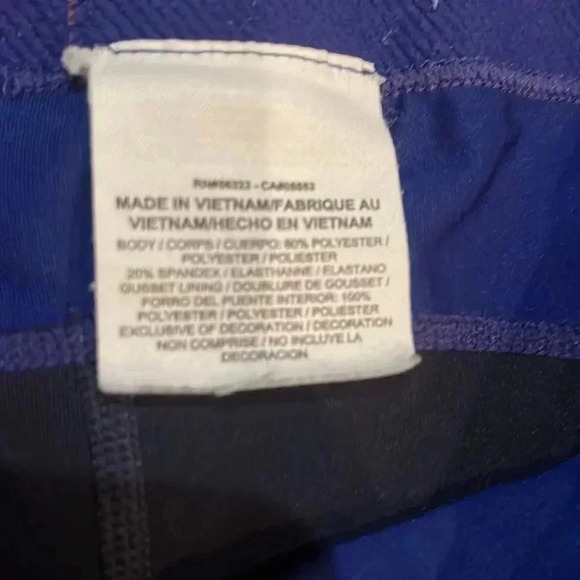 MADE IN VIETNAM/FABRIQUE AU
VIETNAM/HECHO EN VIETNAM
BODY / CORPS / CUERPO: 80% POLYESTER /
POLYESTER / POLIESTER
20% SPANDEX / ELASTHANNE / ELASTANO
GUSSET LINING / DOUBLURE DE GOUSSET /
FORRO DEL PUENTE INTERIOR: 100%
POLYESTER / POLYESTER / POLIESTER
EXCLUSIVE OF DECORATION / DECORATION
NON COMPRISE / NO INCLUYE LA
DECORACION